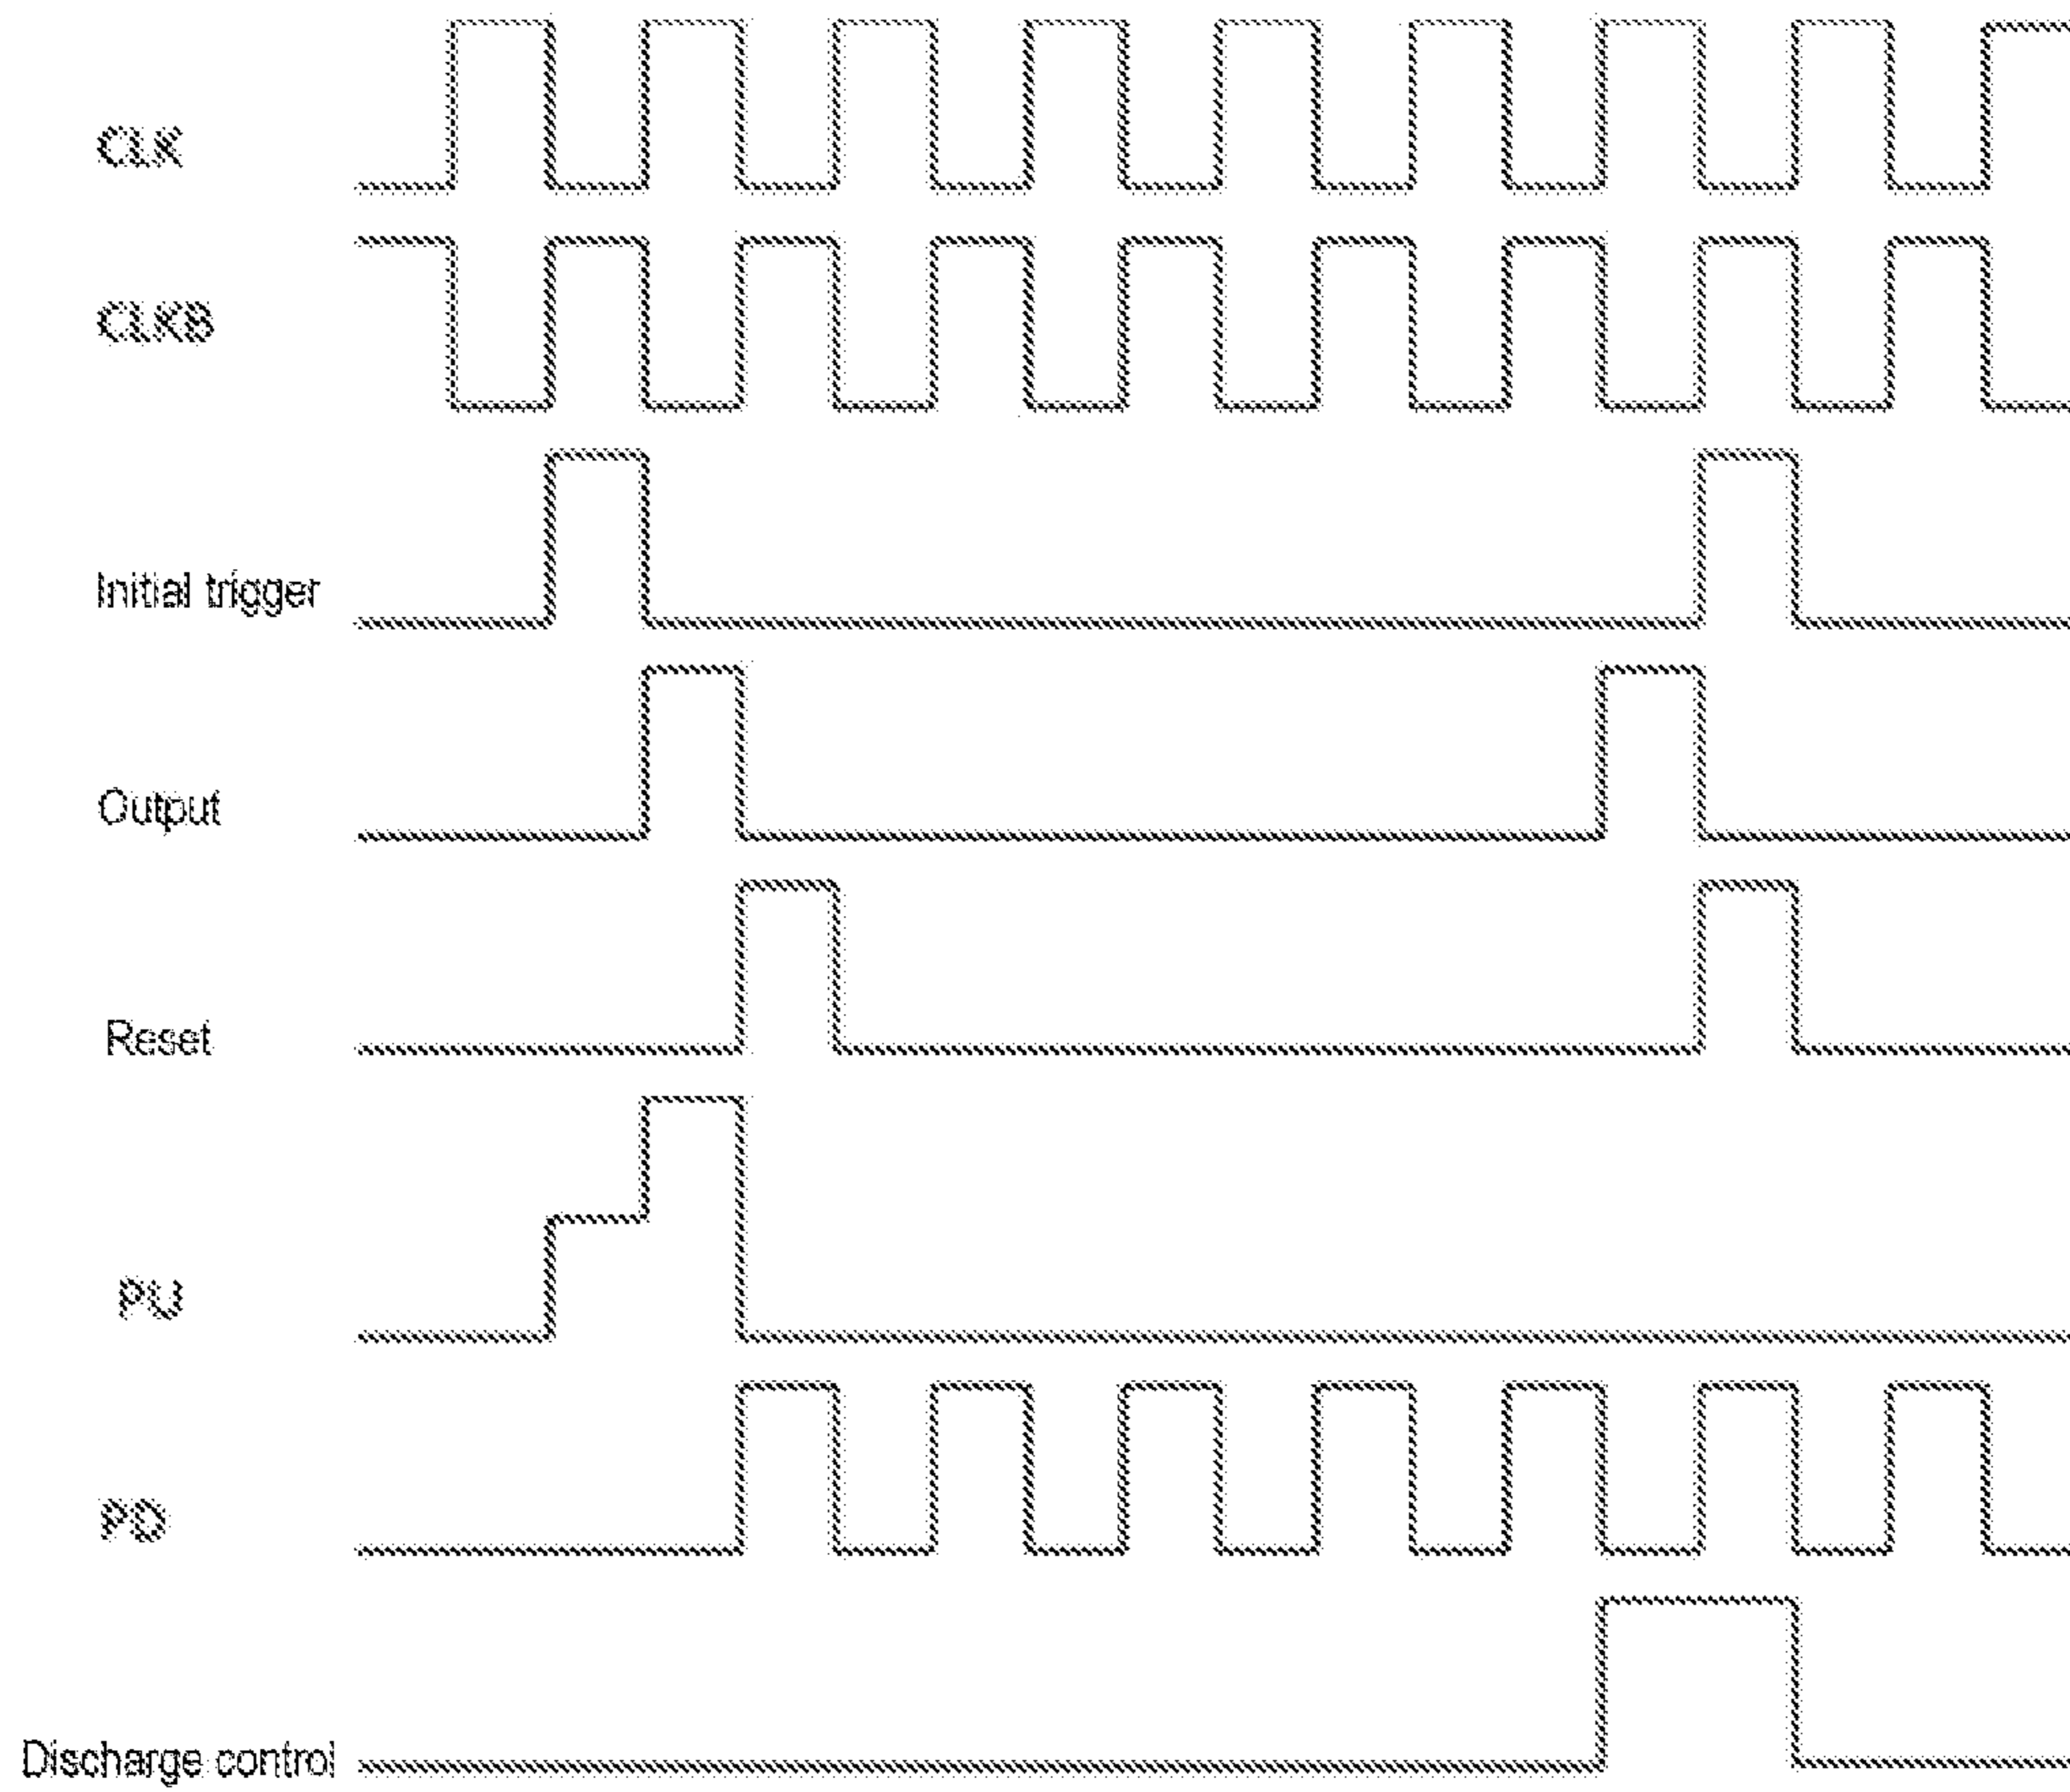 CLK
CLKB
Initial trigger
Output
Reset
PU
PD
Discharge control